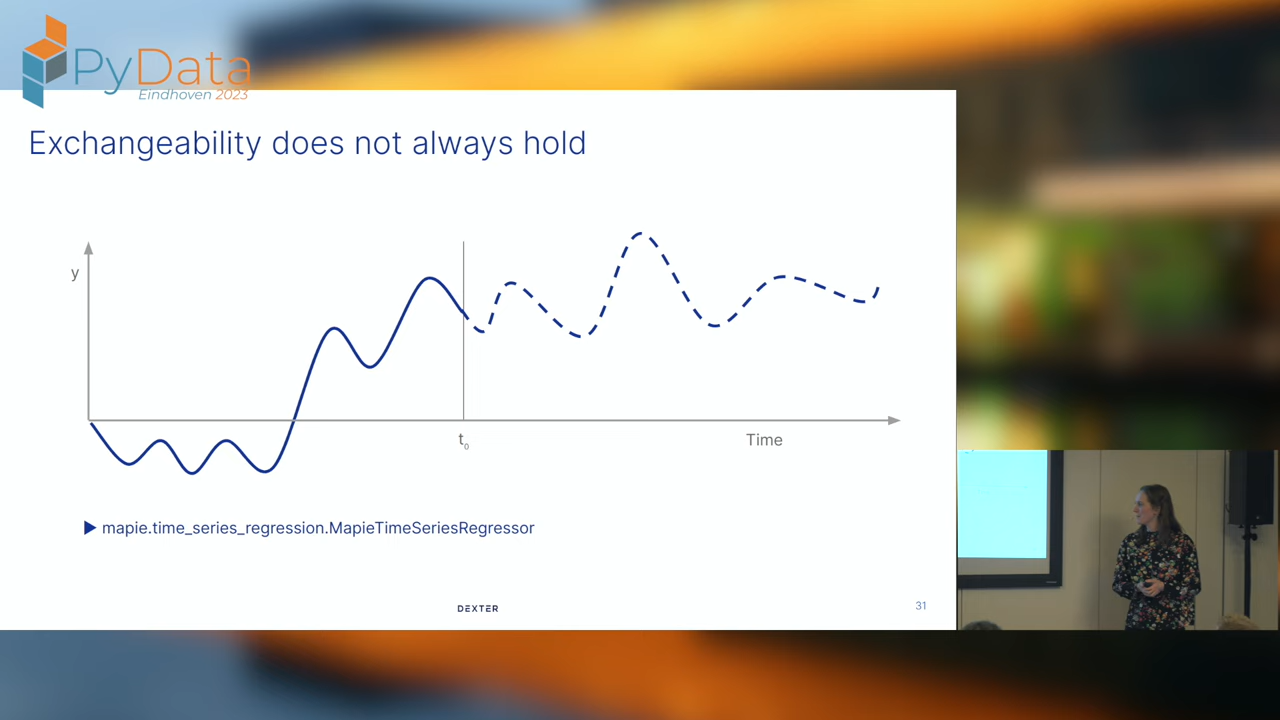 PyData
Eindhoven 2023
Exchangeability does not always hold
y
t₀
Time
▶ mapie.time_series_regression.MapieTimeSeriesRegressor
DEXTER
31